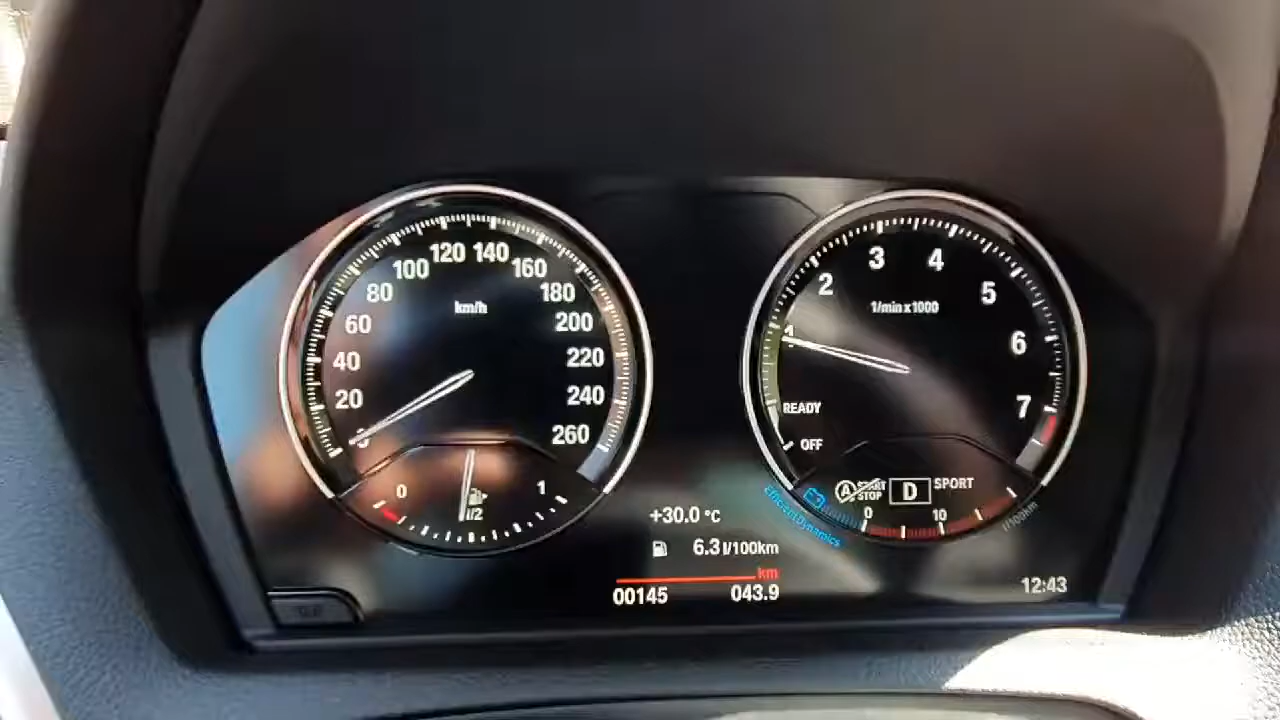 120 140
100 160
80 180
km/h
60 200
40 220
20 240
0 260
0 1
1/2
3 4
2 5
1/min x 1000
1 6
READY 7
OFF
A START STOP D SPORT
0 10
l/100km
EfficientDynamics
+30.0 °C
6.3 l/100km
km
00145 043.9
12:43